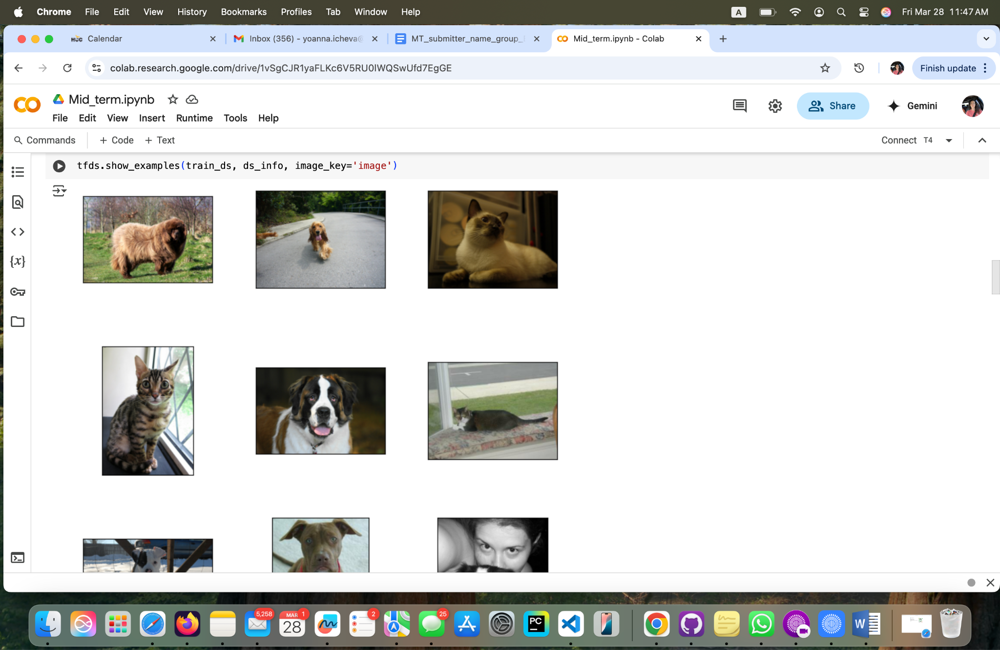 Chrome File Edit View History Bookmarks Profiles Tab Window Help A Fri Mar 28 11:47 AM
Calendar Inbox (356) - yoanna.icheva@ MT_submitter_name_group_ Mid_term.ipynb - Colab
colab.research.google.com/drive/1vSgCJR1yaFLKc6V5RU0lWQSwUfd7EgGE Finish update
Mid_term.ipynb Share Gemini
File Edit View Insert Runtime Tools Help
Commands + Code + Text Connect T4
tfds.show_examples(train_ds, ds_info, image_key='image')
{x}
5,258 MAR 1 2 25
28 PC W